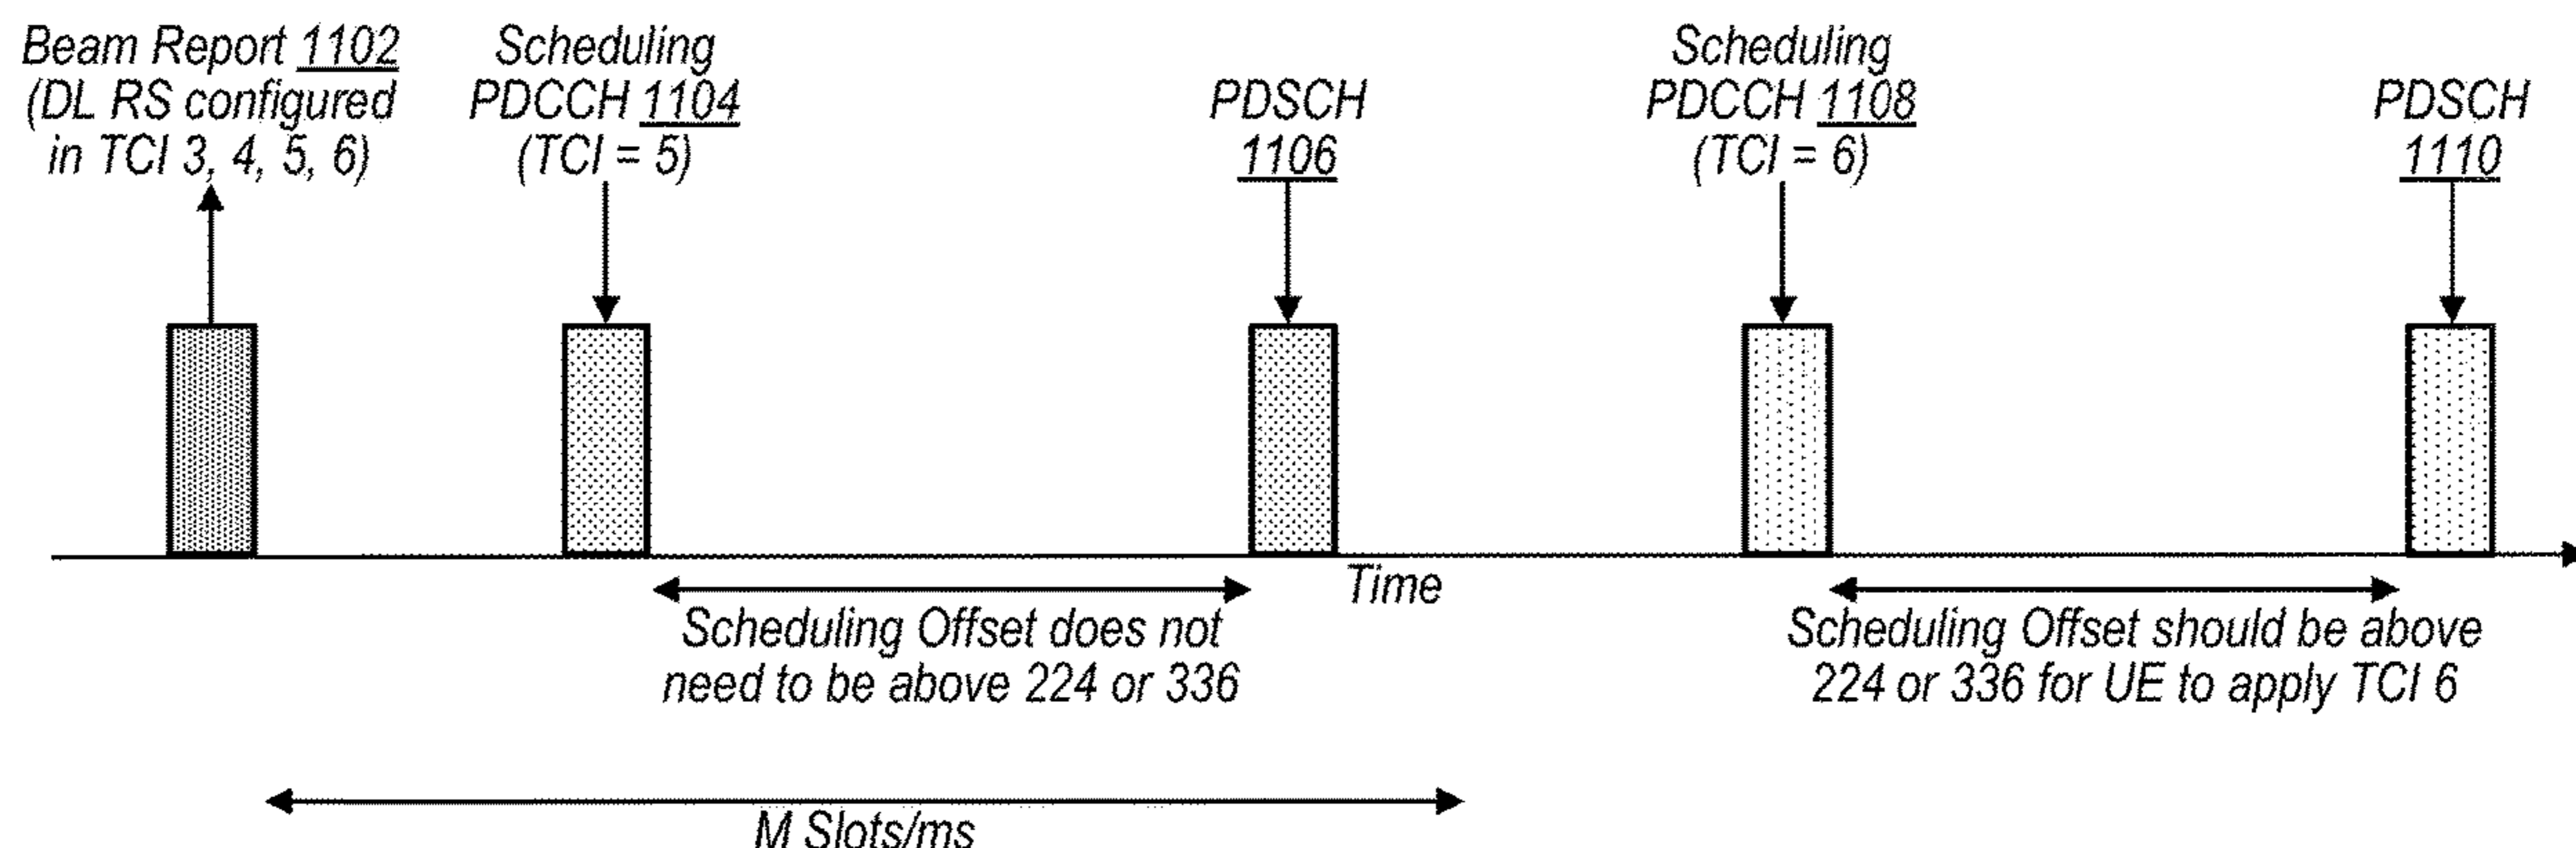 Beam Report 1102
(DL RS configured
in TCI 3, 4, 5, 6)
Scheduling
PDCCH 1104
(TCI = 5)
PDSCH
1106
Scheduling
PDCCH 1108
(TCI = 6)
PDSCH
1110
Time
Scheduling Offset does not
need to be above 224 or 336
Scheduling Offset should be above
224 or 336 for UE to apply TCI 6
M Slots/ms